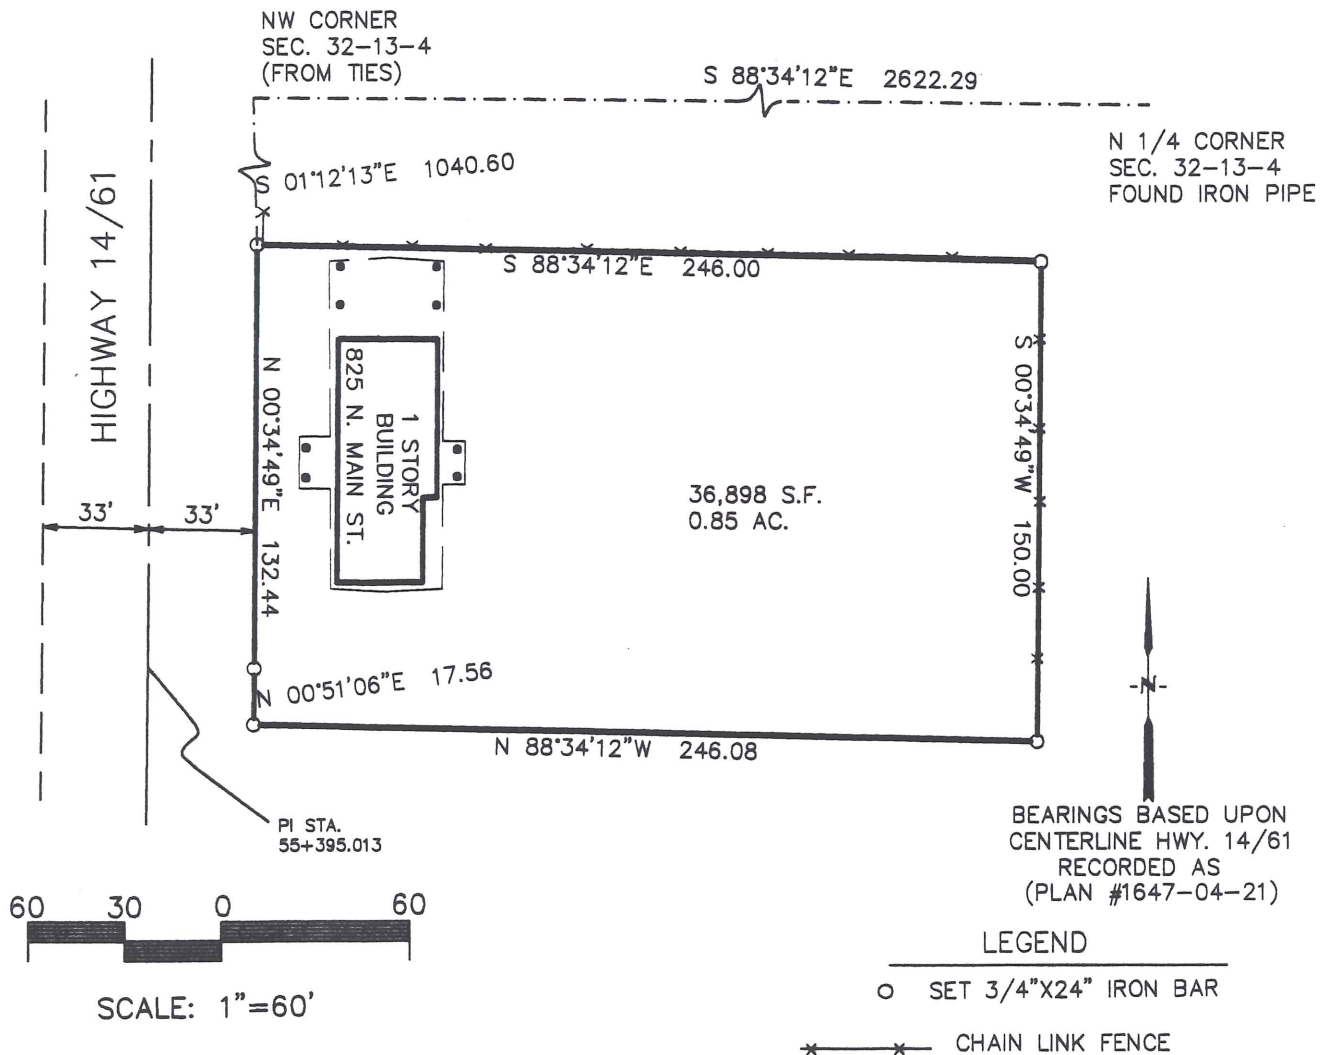 NW CORNER
SEC. 32-13-4
(FROM TIES)
S 88°34'12"E 2622.29
N 1/4 CORNER
SEC. 32-13-4
FOUND IRON PIPE
S 01°12'13"E 1040.60
HIGHWAY 14/61
S 88°34'12"E 246.00
N 00°34'49"E 132.44
825 N. MAIN ST.
1 STORY
BUILDING
36,898 S.F.
0.85 AC.
S 00°34'49"W 150.00
33'
33'
N 00°51'06"E 17.56
N 88°34'12"W 246.08
-N-
PI STA.
55+395.013
BEARINGS BASED UPON
CENTERLINE HWY. 14/61
RECORDED AS
(PLAN #1647-04-21)
60 30 0 60
SCALE: 1"=60'
LEGEND
SET 3/4"X24" IRON BAR
CHAIN LINK FENCE